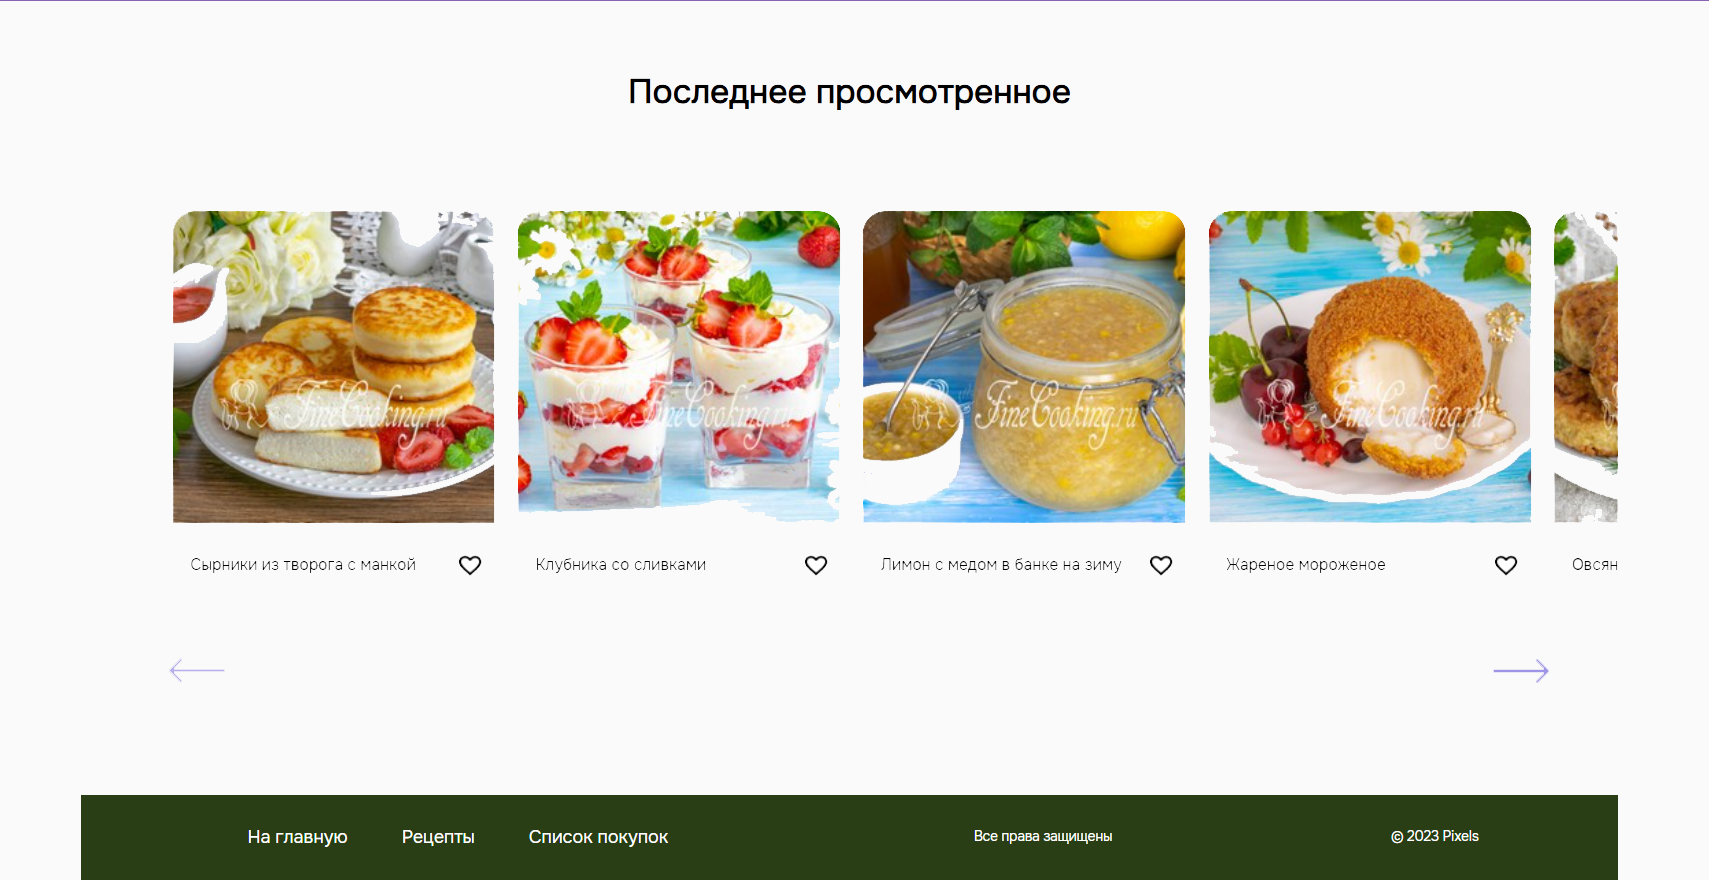 Последнее просмотренное
FineCooking.ru
FineCooking.ru
FineCooking.ru
FineCooking.ru
Сырники из творога с манкой
Клубника со сливками
Лимон с медом в банке на зиму
Жареное мороженое
Овсян
На главную
Рецепты
Список покупок
Все права защищены
© 2023 Pixels